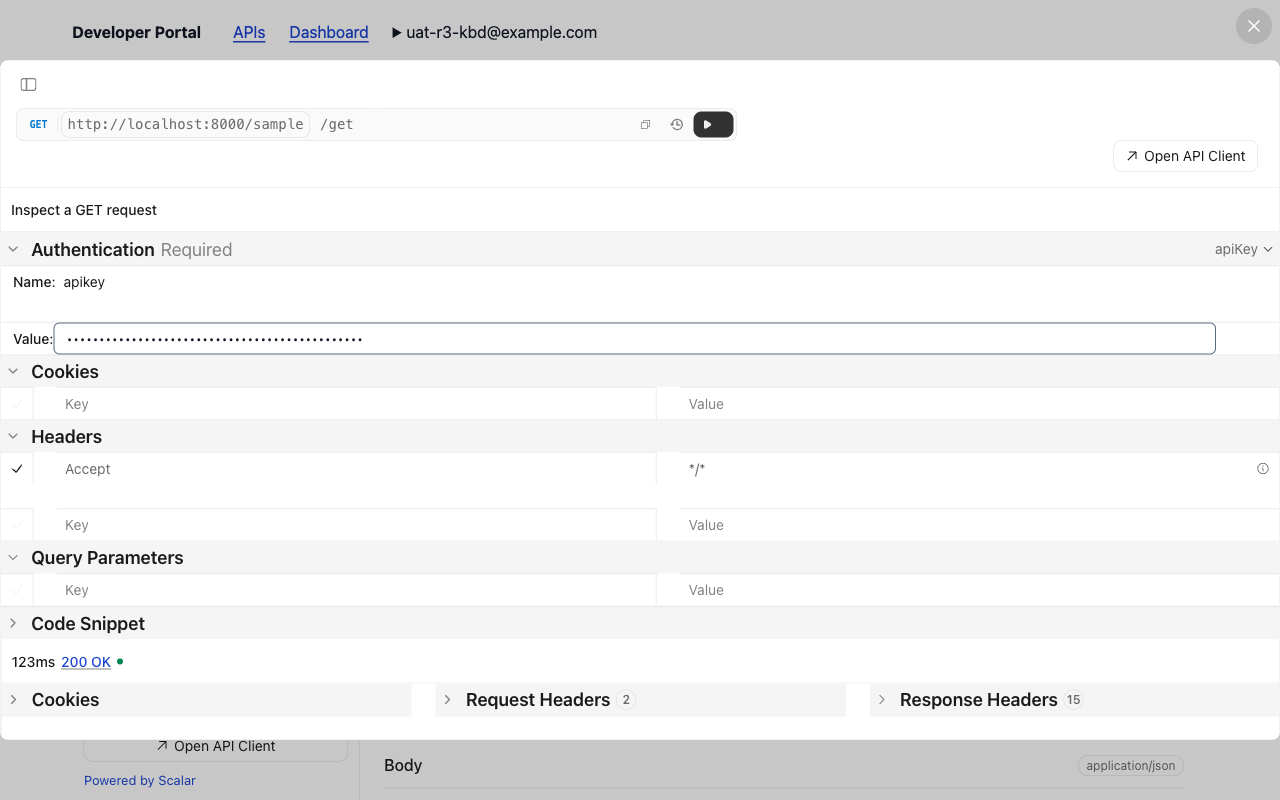 Developer Portal APIs Dashboard ▶ uat-r3-kbd@example.com
GET http://localhost:8000/sample /get
Open API Client
Inspect a GET request
Authentication Required apiKey
Name: apikey
Value: ••••••••••••••••••••••••••••••••••••••••••••••
Cookies
Key Value
Headers
Accept */*
Key Value
Query Parameters
Key Value
Code Snippet
123ms 200 OK
Cookies Request Headers 2 Response Headers 15
Open API Client
Body application/json
Powered by Scalar